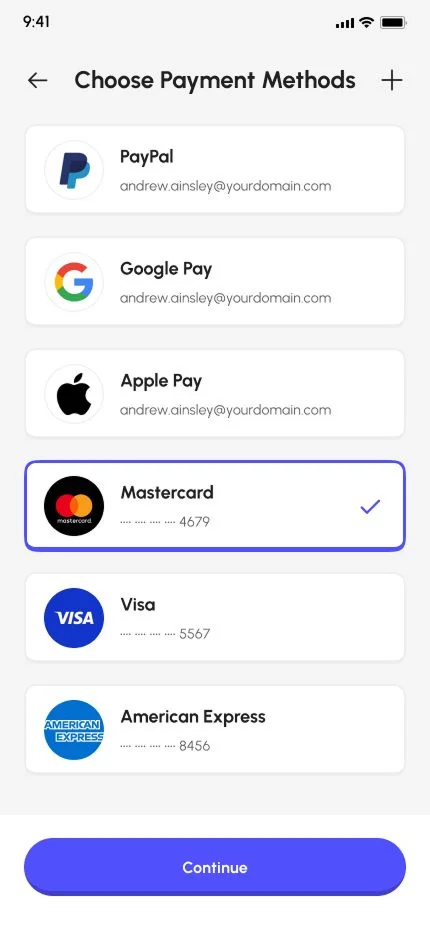 9:41
Choose Payment Methods
PayPal
andrew.ainsley@yourdomain.com
Google Pay
andrew.ainsley@yourdomain.com
Apple Pay
andrew.ainsley@yourdomain.com
mastercard.
Mastercard
.... .... .... .... 4679
VISA
Visa
.... .... .... .... 5567
AMERICAN
EXPRESS
American Express
.... .... .... .... 8456
Continue